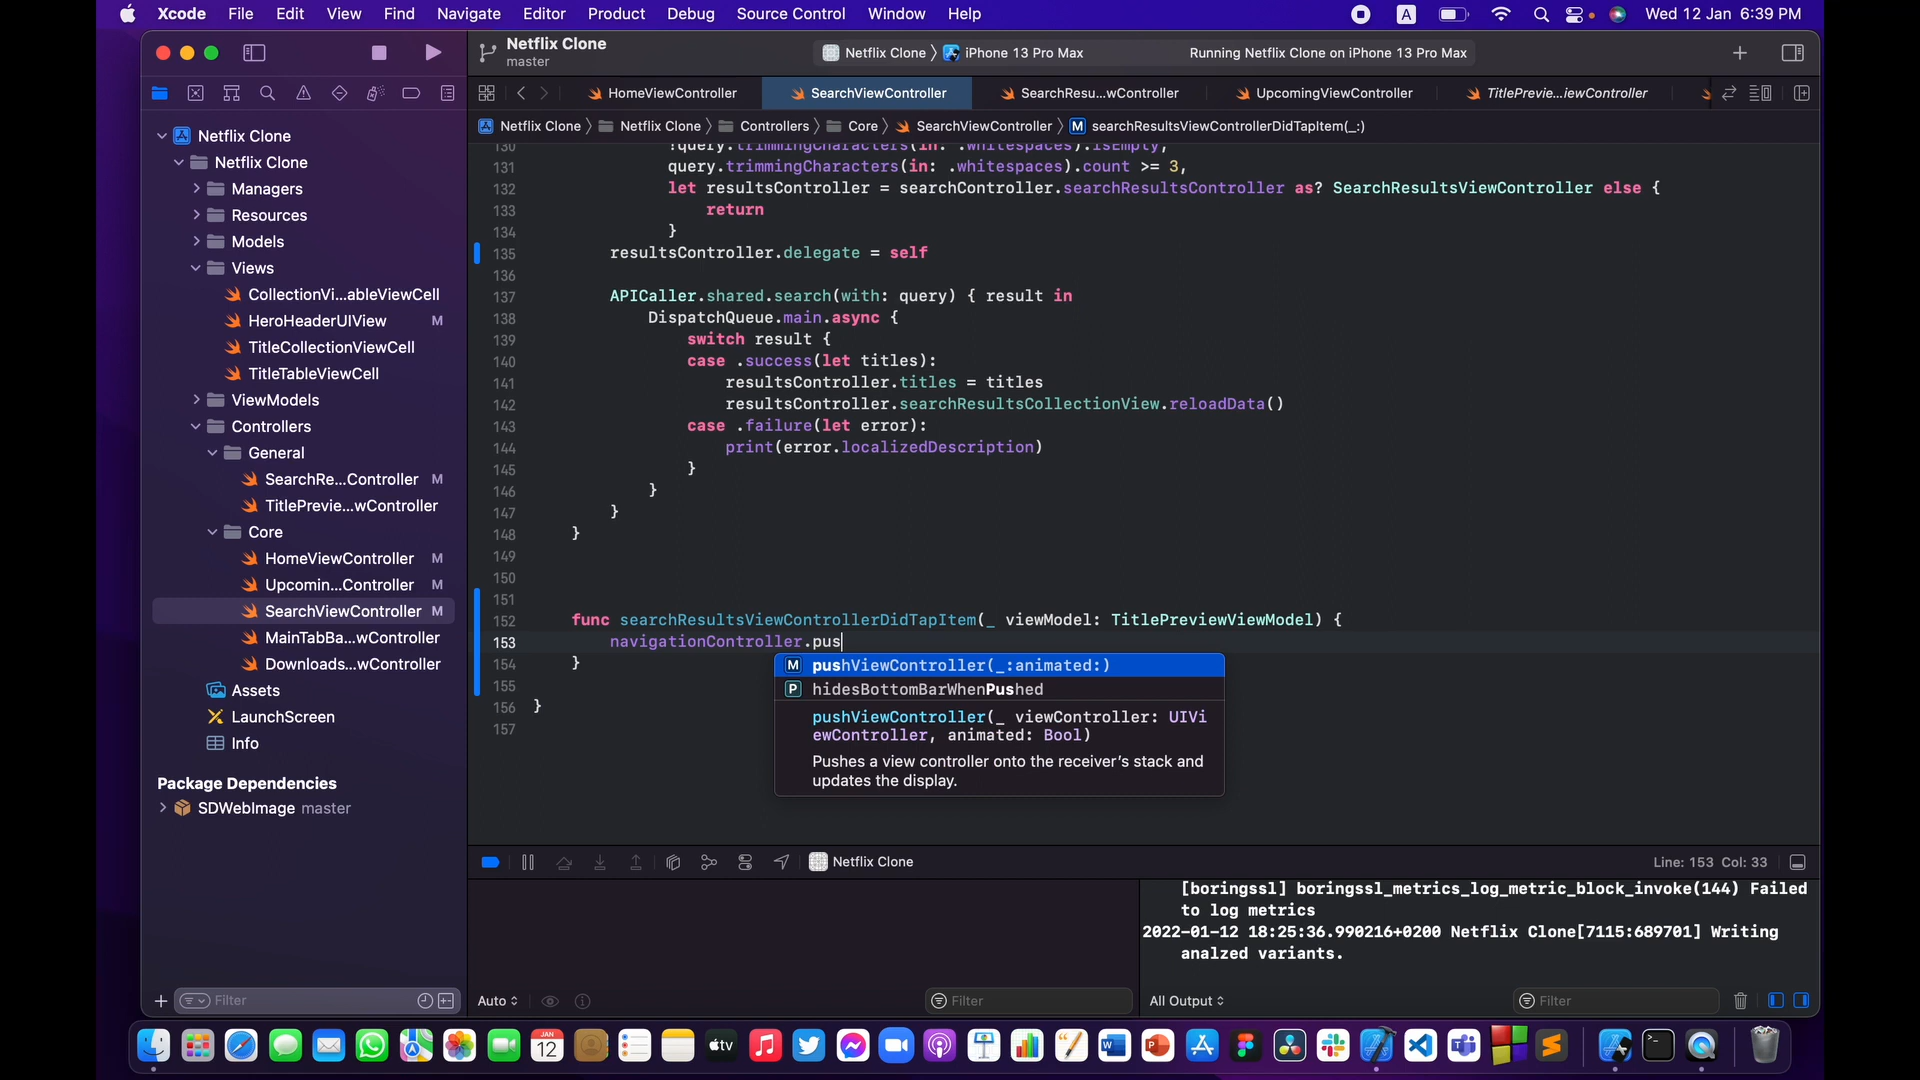 Xcode File Edit View Find Navigate Editor Product Debug Source Control Window Help
A Wed 12 Jan 6:39 PM
Netflix Clone
master
Netflix Clone iPhone 13 Pro Max Running Netflix Clone on iPhone 13 Pro Max
HomeViewController SearchViewController SearchResu...wController UpcomingViewController TitlePrevie...iewController
Netflix Clone Netflix Clone Controllers Core SearchViewController M searchResultsViewControllerDidTapItem(_:)
Netflix Clone
Netflix Clone
Managers
Resources
Models
Views
CollectionVi...ableViewCell
HeroHeaderUIView M
TitleCollectionViewCell
TitleTableViewCell
ViewModels
Controllers
General
SearchRe...Controller M
TitlePrevie...wController
Core
HomeViewController M
Upcomin...Controller M
SearchViewController M
MainTabBa...wController
Downloads...wController
Assets
LaunchScreen
Info
Package Dependencies
SDWebImage master
Filter
130 !query.trimmingCharacters(in: .whitespaces).isEmpty,
131 query.trimmingCharacters(in: .whitespaces).count >= 3,
132 let resultsController = searchController.searchResultsController as? SearchResultsViewController else {
133 return
134 }
135 resultsController.delegate = self
136
137 APICaller.shared.search(with: query) { result in
138 DispatchQueue.main.async {
139 switch result {
140 case .success(let titles):
141 resultsController.titles = titles
142 resultsController.searchResultsCollectionView.reloadData()
143 case .failure(let error):
144 print(error.localizedDescription)
145 }
146 }
147 }
148 }
149
150
151
152 func searchResultsViewControllerDidTapItem(_ viewModel: TitlePreviewViewModel) {
153 navigationController.pus
154 }
155
156 }
157
M pushViewController(_:animated:)
P hidesBottomBarWhenPushed
pushViewController(_ viewController: UIVi
ewController, animated: Bool)
Pushes a view controller onto the receiver's stack and
updates the display.
Netflix Clone
Line: 153 Col: 33
[boringssl] boringssl_metrics_log_metric_block_invoke(144) Failed
to log metrics
2022-01-12 18:25:36.990216+0200 Netflix Clone[7115:689701] Writing
analzed variants.
Auto Filter
All Output Filter
JAN
12
tv